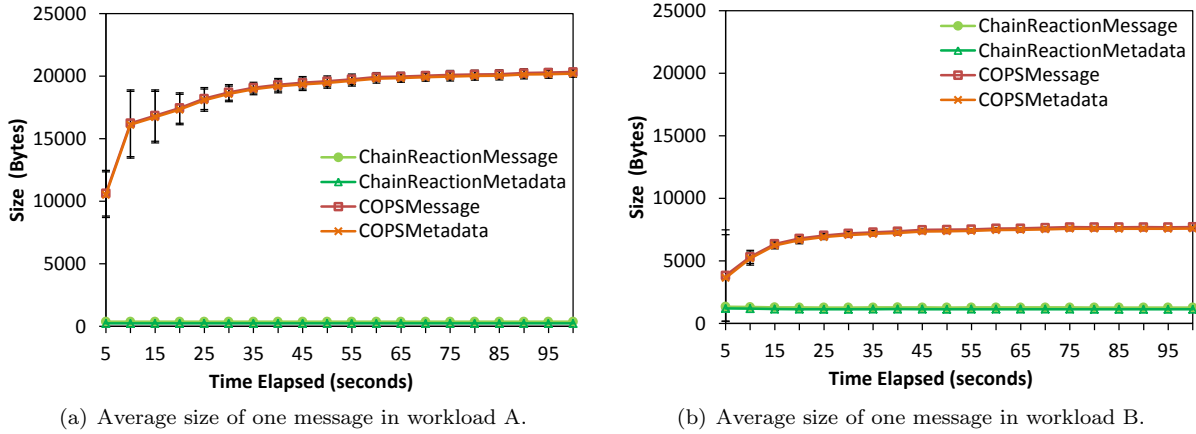 25000
20000
15000
10000
5000
0
Size (Bytes)
ChainReactionMessage
ChainReactionMetadata
COPSMessage
COPSMetadata
5 15 25 35 45 55 65 75 85 95
Time Elapsed (seconds)
(a) Average size of one message in workload A.
25000
20000
15000
10000
5000
0
Size (Bytes)
ChainReactionMessage
ChainReactionMetadata
COPSMessage
COPSMetadata
5 15 25 35 45 55 65 75 85 95
Time Elapsed (seconds)
(b) Average size of one message in workload B.